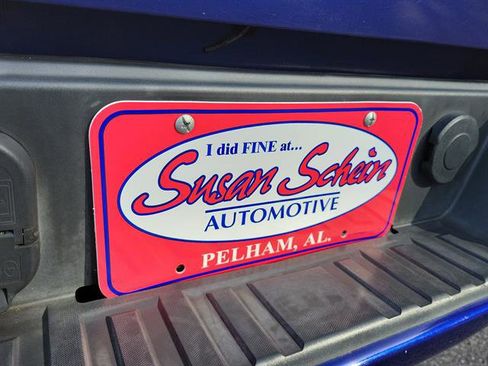 I did FINE at...
Susan Schein
AUTOMOTIVE
PELHAM, AL.